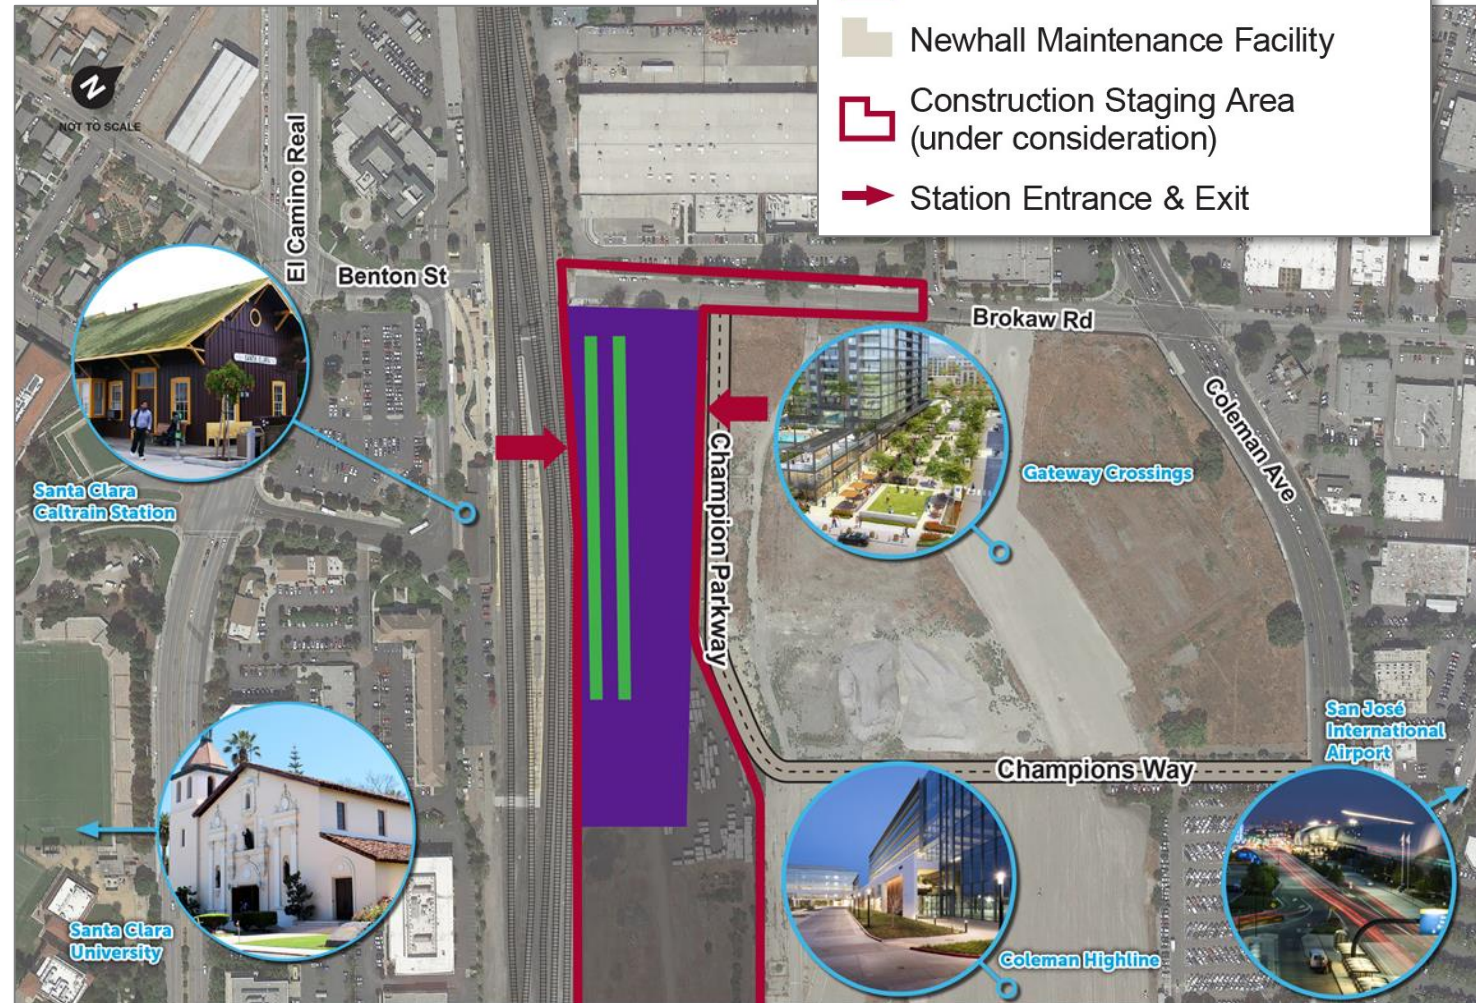 Newhall Maintenance Facility
Construction Staging Area
(under consideration)
Station Entrance & Exit
N
NOT TO SCALE
El Camino Real
Benton St
Brokaw Rd
Coleman Ave
SANTA CLARA
Santa Clara
Caltrain Station
Champion Parkway
Gateway Crossings
San José
International
Airport
Champions Way
Santa Clara
University
Coleman Highline